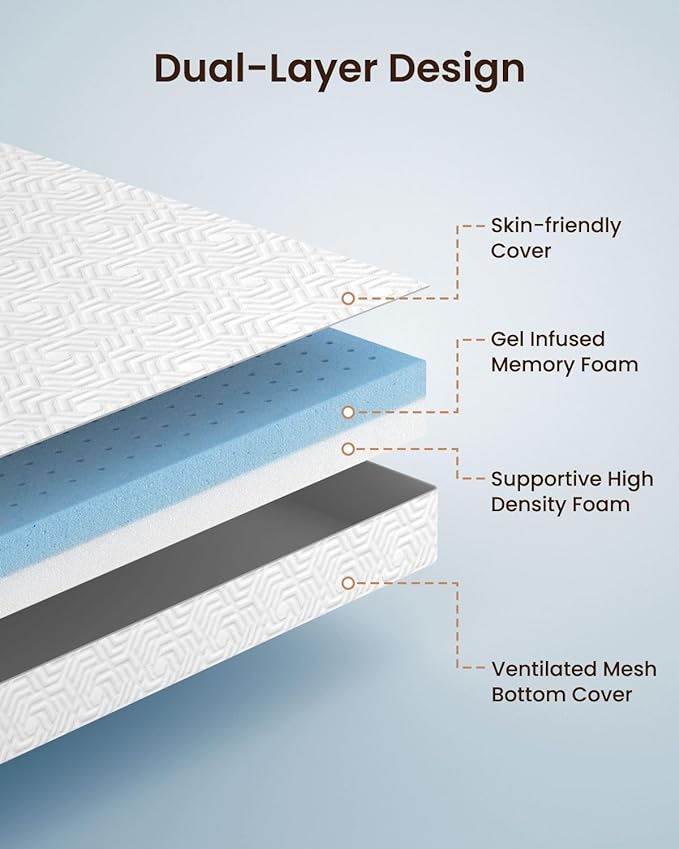 Dual-Layer Design
Skin-friendly
Cover
Gel Infused
Memory Foam
Supportive High
Density Foam
Ventilated Mesh
Bottom Cover